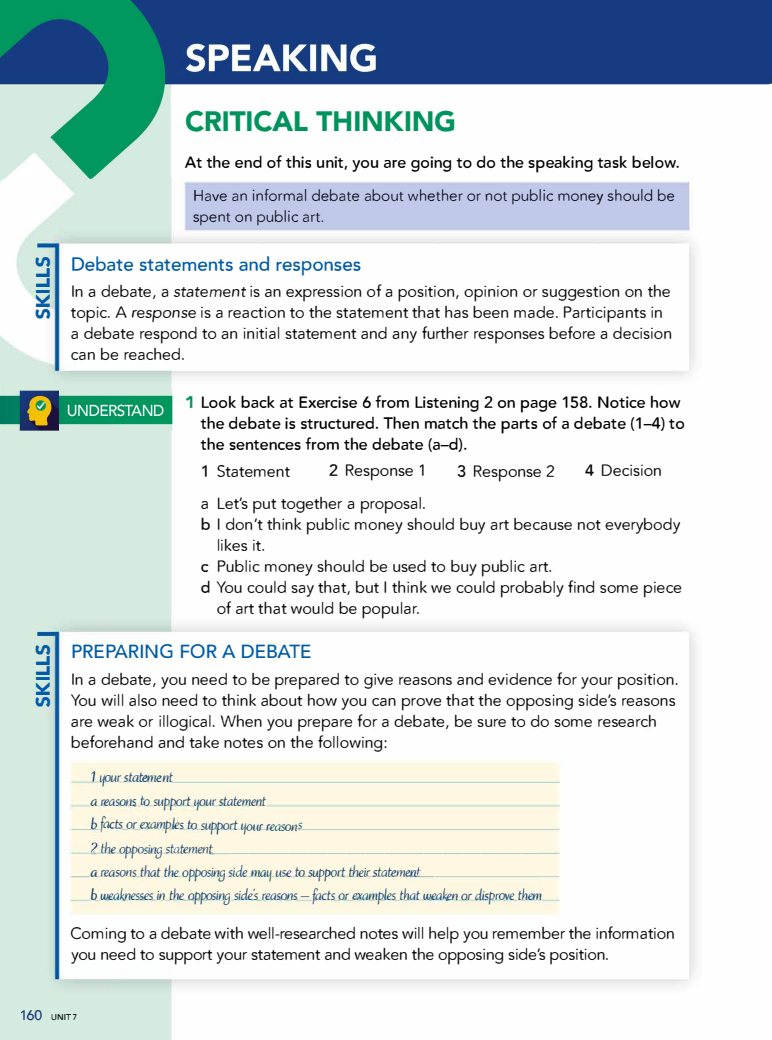 SPEAKING
CRITICAL THINKING
At the end of this unit, you are going to do the speaking task below.
Have an informal debate about whether or not public money should be
spent on public art.
SKILLS
Debate statements and responses
In a debate, a statement is an expression of a position, opinion or suggestion on the
topic. A response is a reaction to the statement that has been made. Participants in
a debate respond to an initial statement and any further responses before a decision
can be reached.
UNDERSTAND
1 Look back at Exercise 6 from Listening 2 on page 158. Notice how
the debate is structured. Then match the parts of a debate (1–4) to
the sentences from the debate (a–d).
1 Statement 2 Response 1 3 Response 2 4 Decision
a Let's put together a proposal.
b I don't think public money should buy art because not everybody
likes it.
c Public money should be used to buy public art.
d You could say that, but I think we could probably find some piece
of art that would be popular.
SKILLS
PREPARING FOR A DEBATE
In a debate, you need to be prepared to give reasons and evidence for your position.
You will also need to think about how you can prove that the opposing side's reasons
are weak or illogical. When you prepare for a debate, be sure to do some research
beforehand and take notes on the following:
1 your statement
a reasons to support your statement
b facts or examples to support your reasons
2 the opposing statement
a reasons that the opposing side may use to support their statement
b weaknesses in the opposing side's reasons – facts or examples that weaken or disprove them
Coming to a debate with well-researched notes will help you remember the information
you need to support your statement and weaken the opposing side's position.
160 UNIT 7